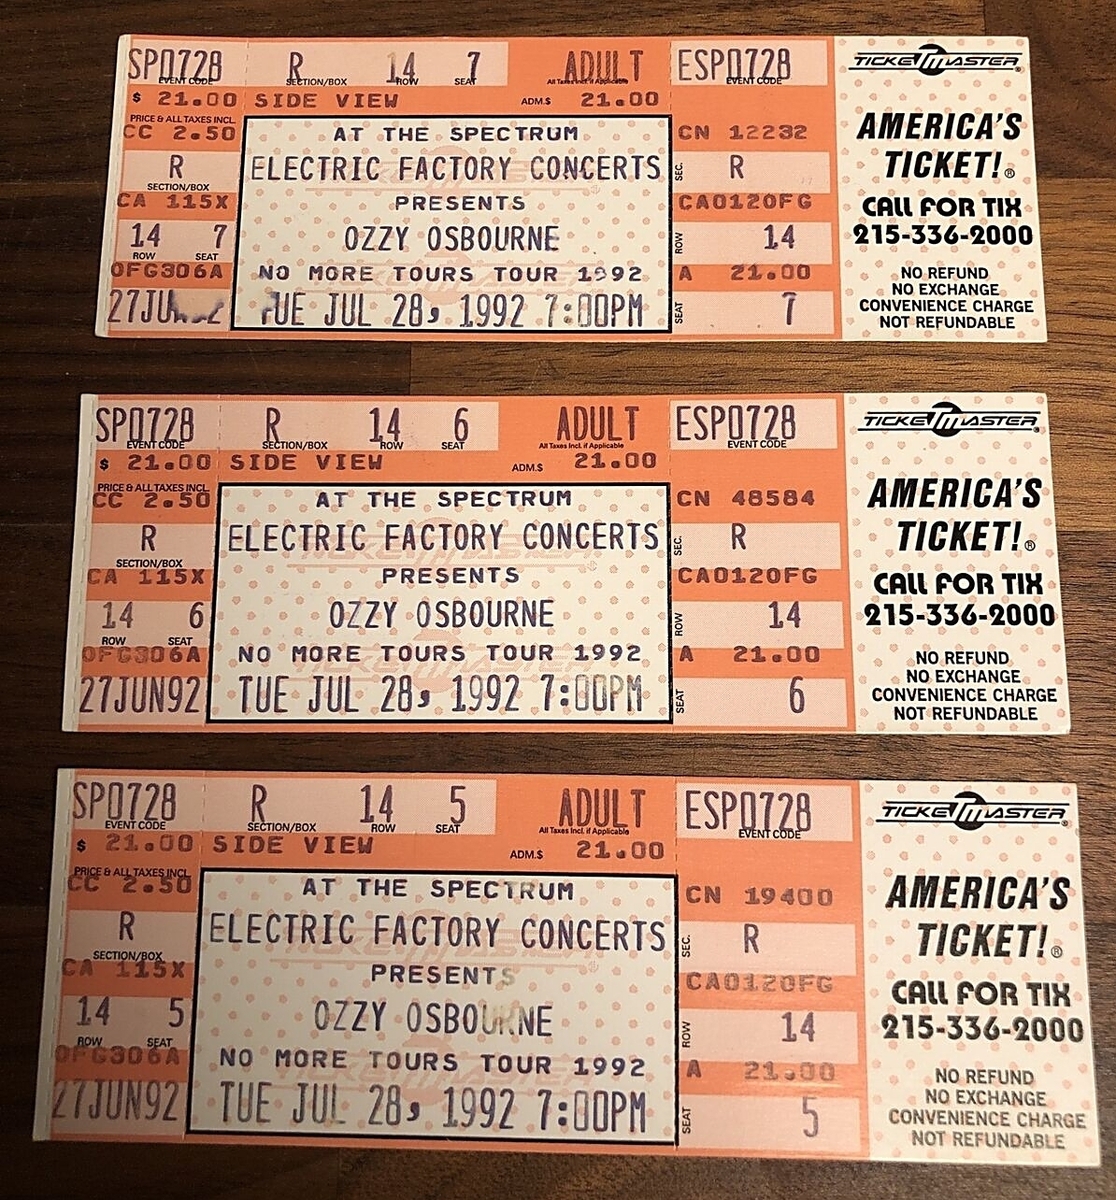 SP0728 R 14 7 ADULT ESP0728
EVENT CODE SECTION/BOX ROW SEAT All Taxes Incl. if Applicable EVENT CODE
$ 21.00 SIDE VIEW ADM.$ 21.00
PRICE & ALL TAXES INCL.
CC 2.50
R
SECTION/BOX
CA 115X
14 7
ROW SEAT
OFG306A
AT THE SPECTRUM
ELECTRIC FACTORY CONCERTS
PRESENTS
OZZY OSBOURNE
NO MORE TOURS TOUR 1992
TUE JUL 28, 1992 7:00PM
CN 12232
SEC. R
CA0120FG
ROW 14
A 21.00
SEAT 7
TICKETMASTER®
AMERICA'S
TICKET!®
CALL FOR TIX
215-336-2000
NO REFUND
NO EXCHANGE
CONVENIENCE CHARGE
NOT REFUNDABLE
SP0728 R 14 6 ADULT ESP0728
EVENT CODE SECTION/BOX ROW SEAT All Taxes Incl. if Applicable EVENT CODE
$ 21.00 SIDE VIEW ADM.$ 21.00
PRICE & ALL TAXES INCL.
CC 2.50
R
SECTION/BOX
CA 115X
14 6
ROW SEAT
OFG306A
27JUN92
AT THE SPECTRUM
ELECTRIC FACTORY CONCERTS
PRESENTS
OZZY OSBOURNE
NO MORE TOURS TOUR 1992
TUE JUL 28, 1992 7:00PM
CN 48584
SEC. R
CA0120FG
ROW 14
A 21.00
SEAT 6
TICKETMASTER®
AMERICA'S
TICKET!®
CALL FOR TIX
215-336-2000
NO REFUND
NO EXCHANGE
CONVENIENCE CHARGE
NOT REFUNDABLE
SP0728 R 14 5 ADULT ESP0728
EVENT CODE SECTION/BOX ROW SEAT All Taxes Incl. if Applicable EVENT CODE
$ 21.00 SIDE VIEW ADM.$ 21.00
PRICE & ALL TAXES INCL.
CC 2.50
R
SECTION/BOX
CA 115X
14 5
ROW SEAT
OFG306A
27JUN92
AT THE SPECTRUM
ELECTRIC FACTORY CONCERTS
PRESENTS
OZZY OSBOURNE
NO MORE TOURS TOUR 1992
TUE JUL 28, 1992 7:00PM
CN 19400
SEC. R
CA0120FG
ROW 14
A 21.00
SEAT 5
TICKETMASTER®
AMERICA'S
TICKET!®
CALL FOR TIX
215-336-2000
NO REFUND
NO EXCHANGE
CONVENIENCE CHARGE
NOT REFUNDABLE